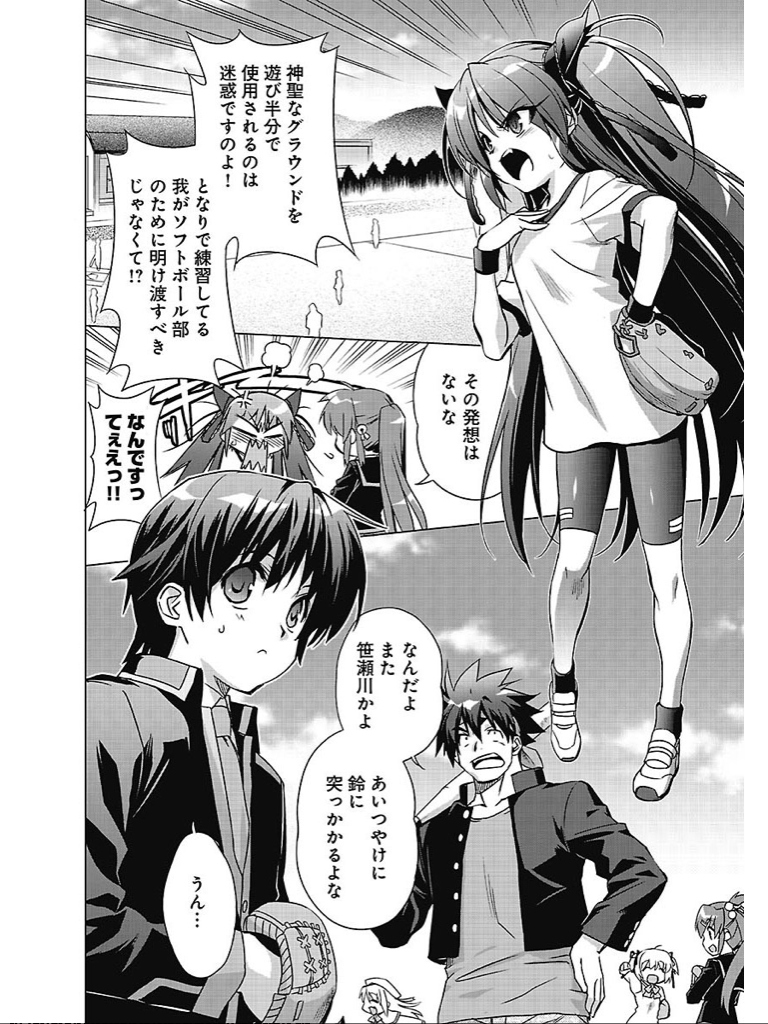 神聖なグラウンドを
遊び半分で
使用されるのは
迷惑ですのよ!
となりで練習してる
我がソフトボール部
のために明け渡すべき
じゃなくて!?
その発想は
ないな
なんですっ
てぇえっ!!
なんだよ
また
笹瀬川かよ
あいつやけに
鈴に
突っかかるよな
うん…